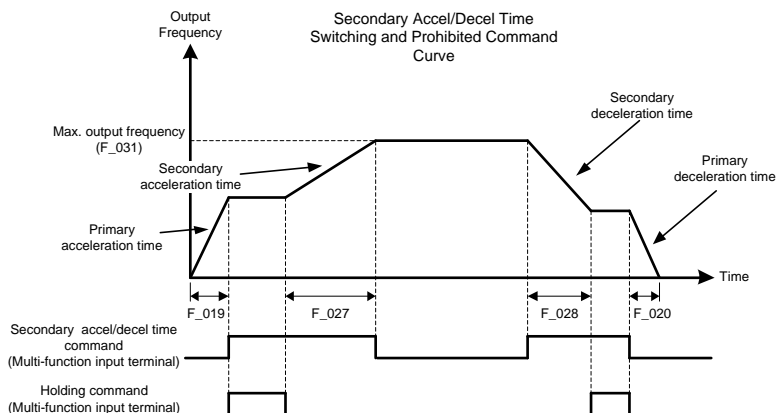 Output
Frequency
Secondary Accel/Decel Time
Switching and Prohibited Command
Curve
Secondary
deceleration time
Max. output frequency
(F_031)
Secondary
acceleration time
Primary
deceleration time
Primary
acceleration time
Time
F_019
F_027
F_028
F_020
Secondary accel/decel time
command
(Multi-function input terminal)
Holding command
(Multi-function input terminal)